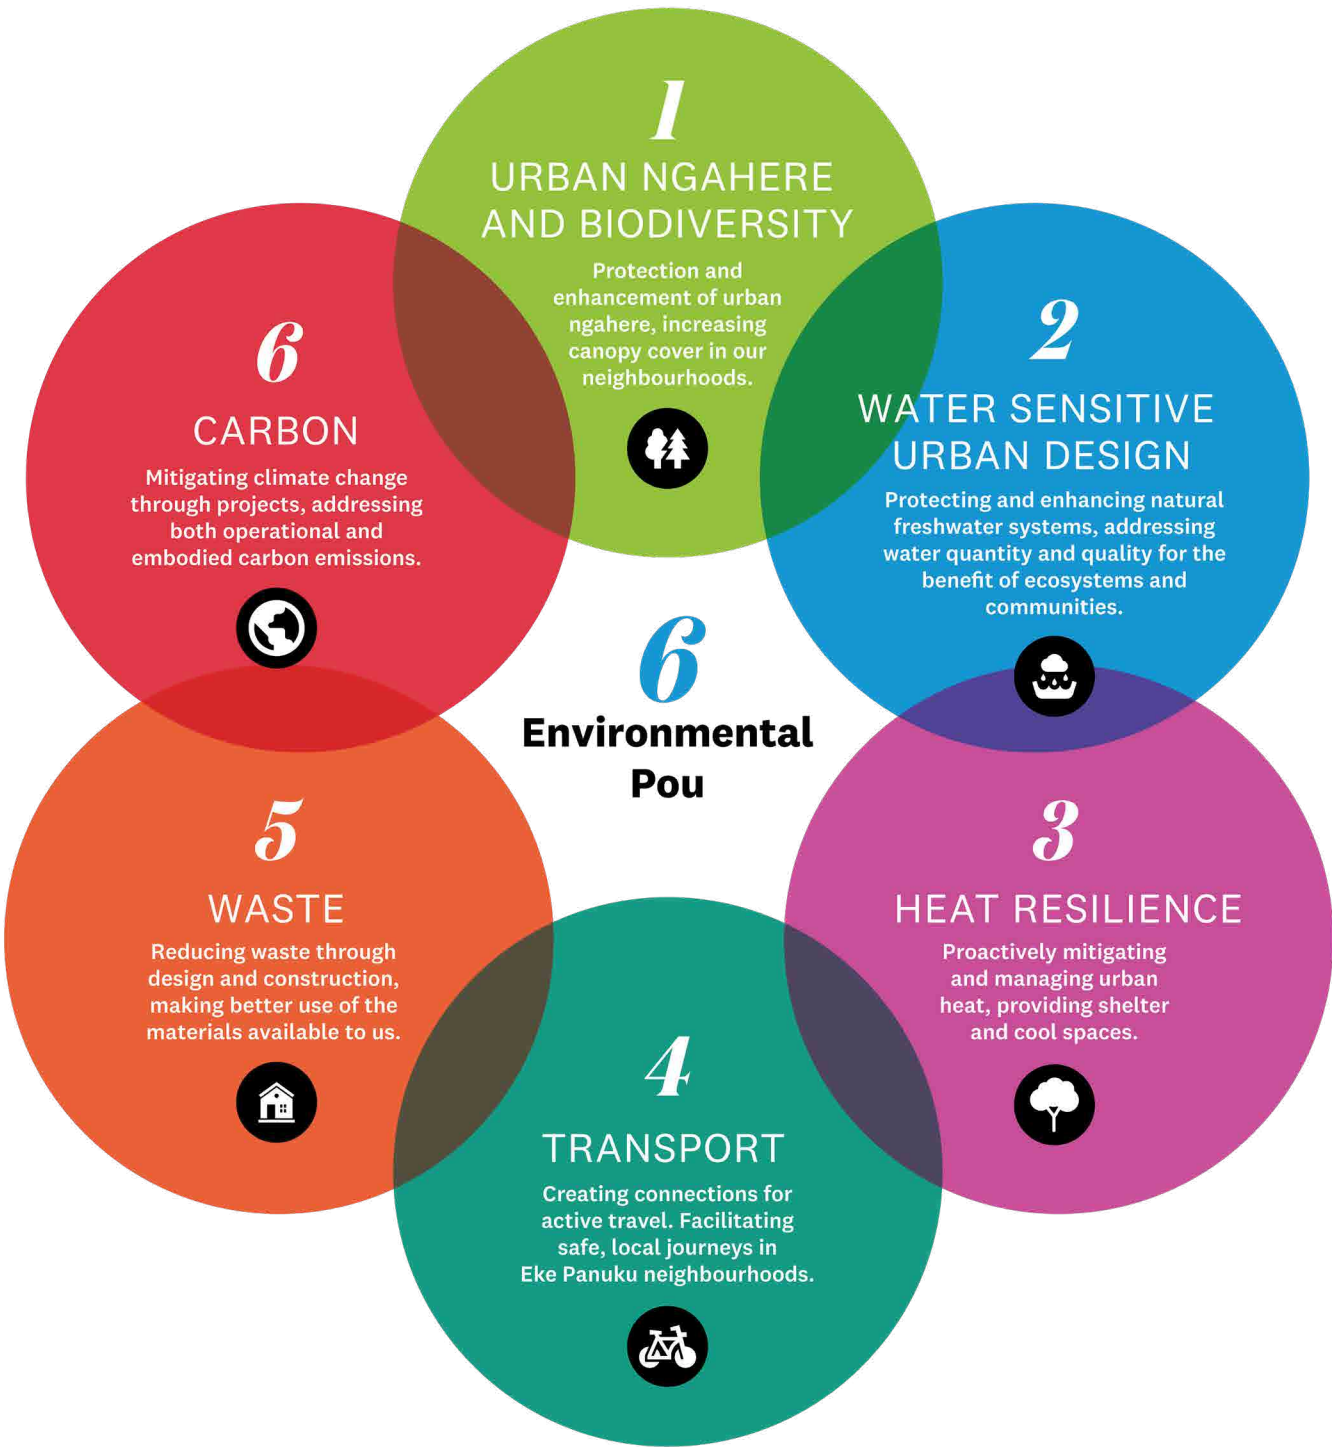 1
URBAN NGAHERE
AND BIODIVERSITY
Protection and
enhancement of urban
ngahere, increasing
canopy cover in our
neighbourhoods.
2
WATER SENSITIVE
URBAN DESIGN
Protecting and enhancing natural
freshwater systems, addressing
water quantity and quality for the
benefit of ecosystems and
communities.
3
HEAT RESILIENCE
Proactively mitigating
and managing urban
heat, providing shelter
and cool spaces.
4
TRANSPORT
Creating connections for
active travel. Facilitating
safe, local journeys in
Eke Panuku neighbourhoods.
5
WASTE
Reducing waste through
design and construction,
making better use of the
materials available to us.
6
CARBON
Mitigating climate change
through projects, addressing
both operational and
embodied carbon emissions.
6
Environmental
Pou